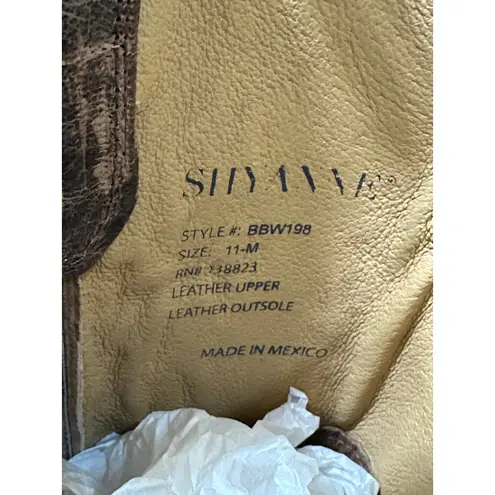 SHYANNE®
STYLE #: BBW198
SIZE: 11-M
RN# 138823
LEATHER UPPER
LEATHER OUTSOLE
MADE IN MEXICO